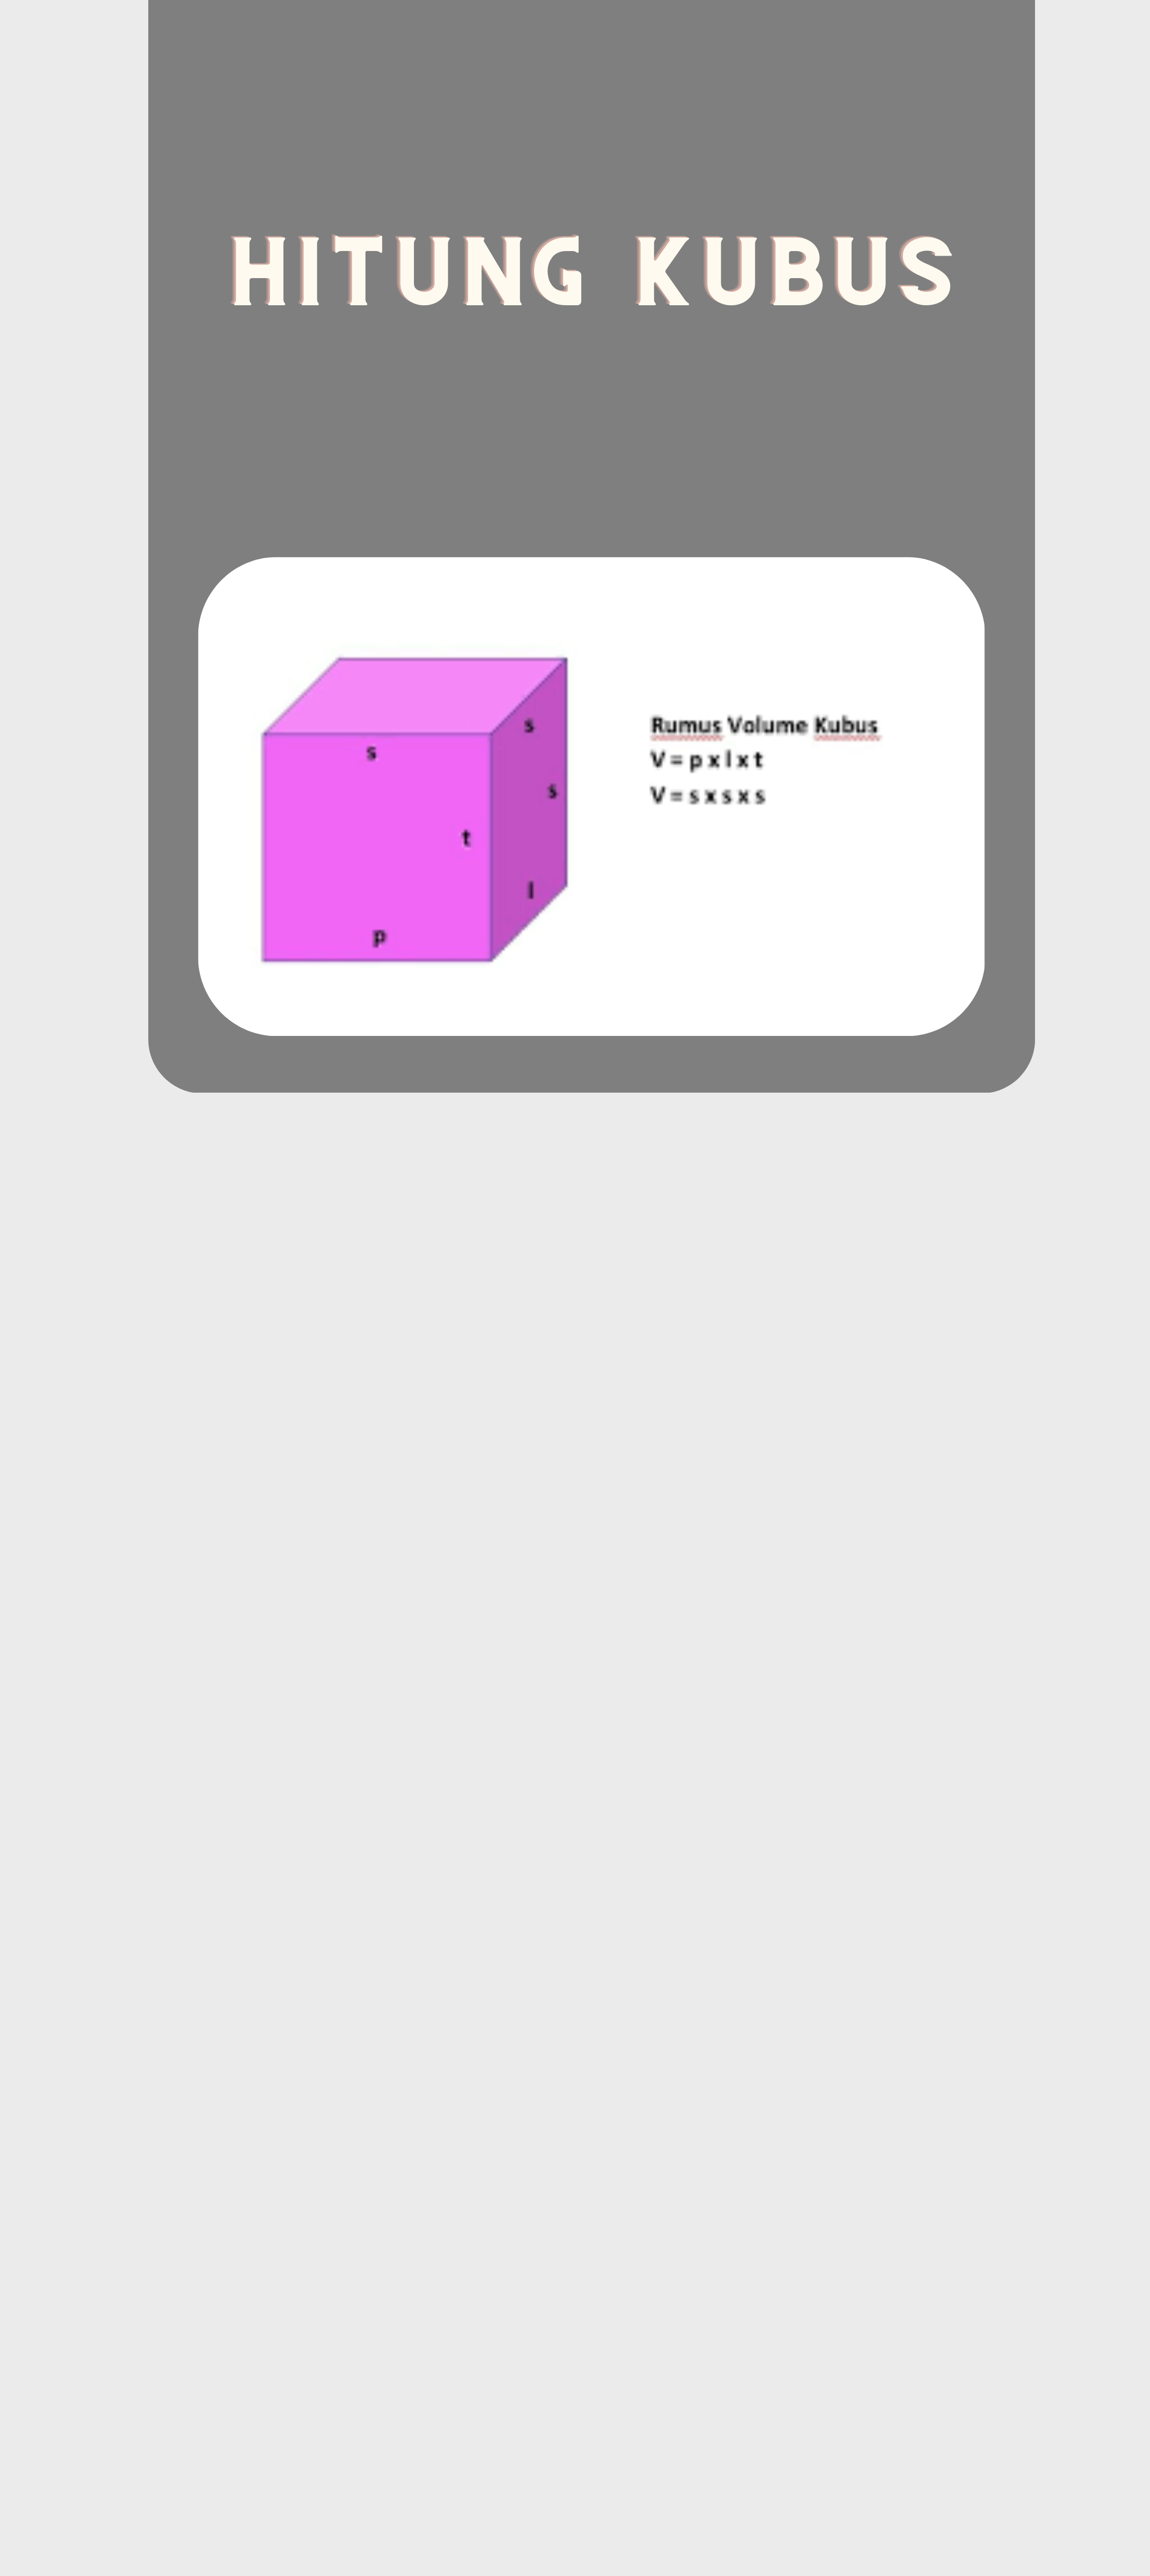 HITUNG KUBUS
s
s
s
t
l
p
Rumus Volume Kubus
V = p x l x t
V = s x s x s